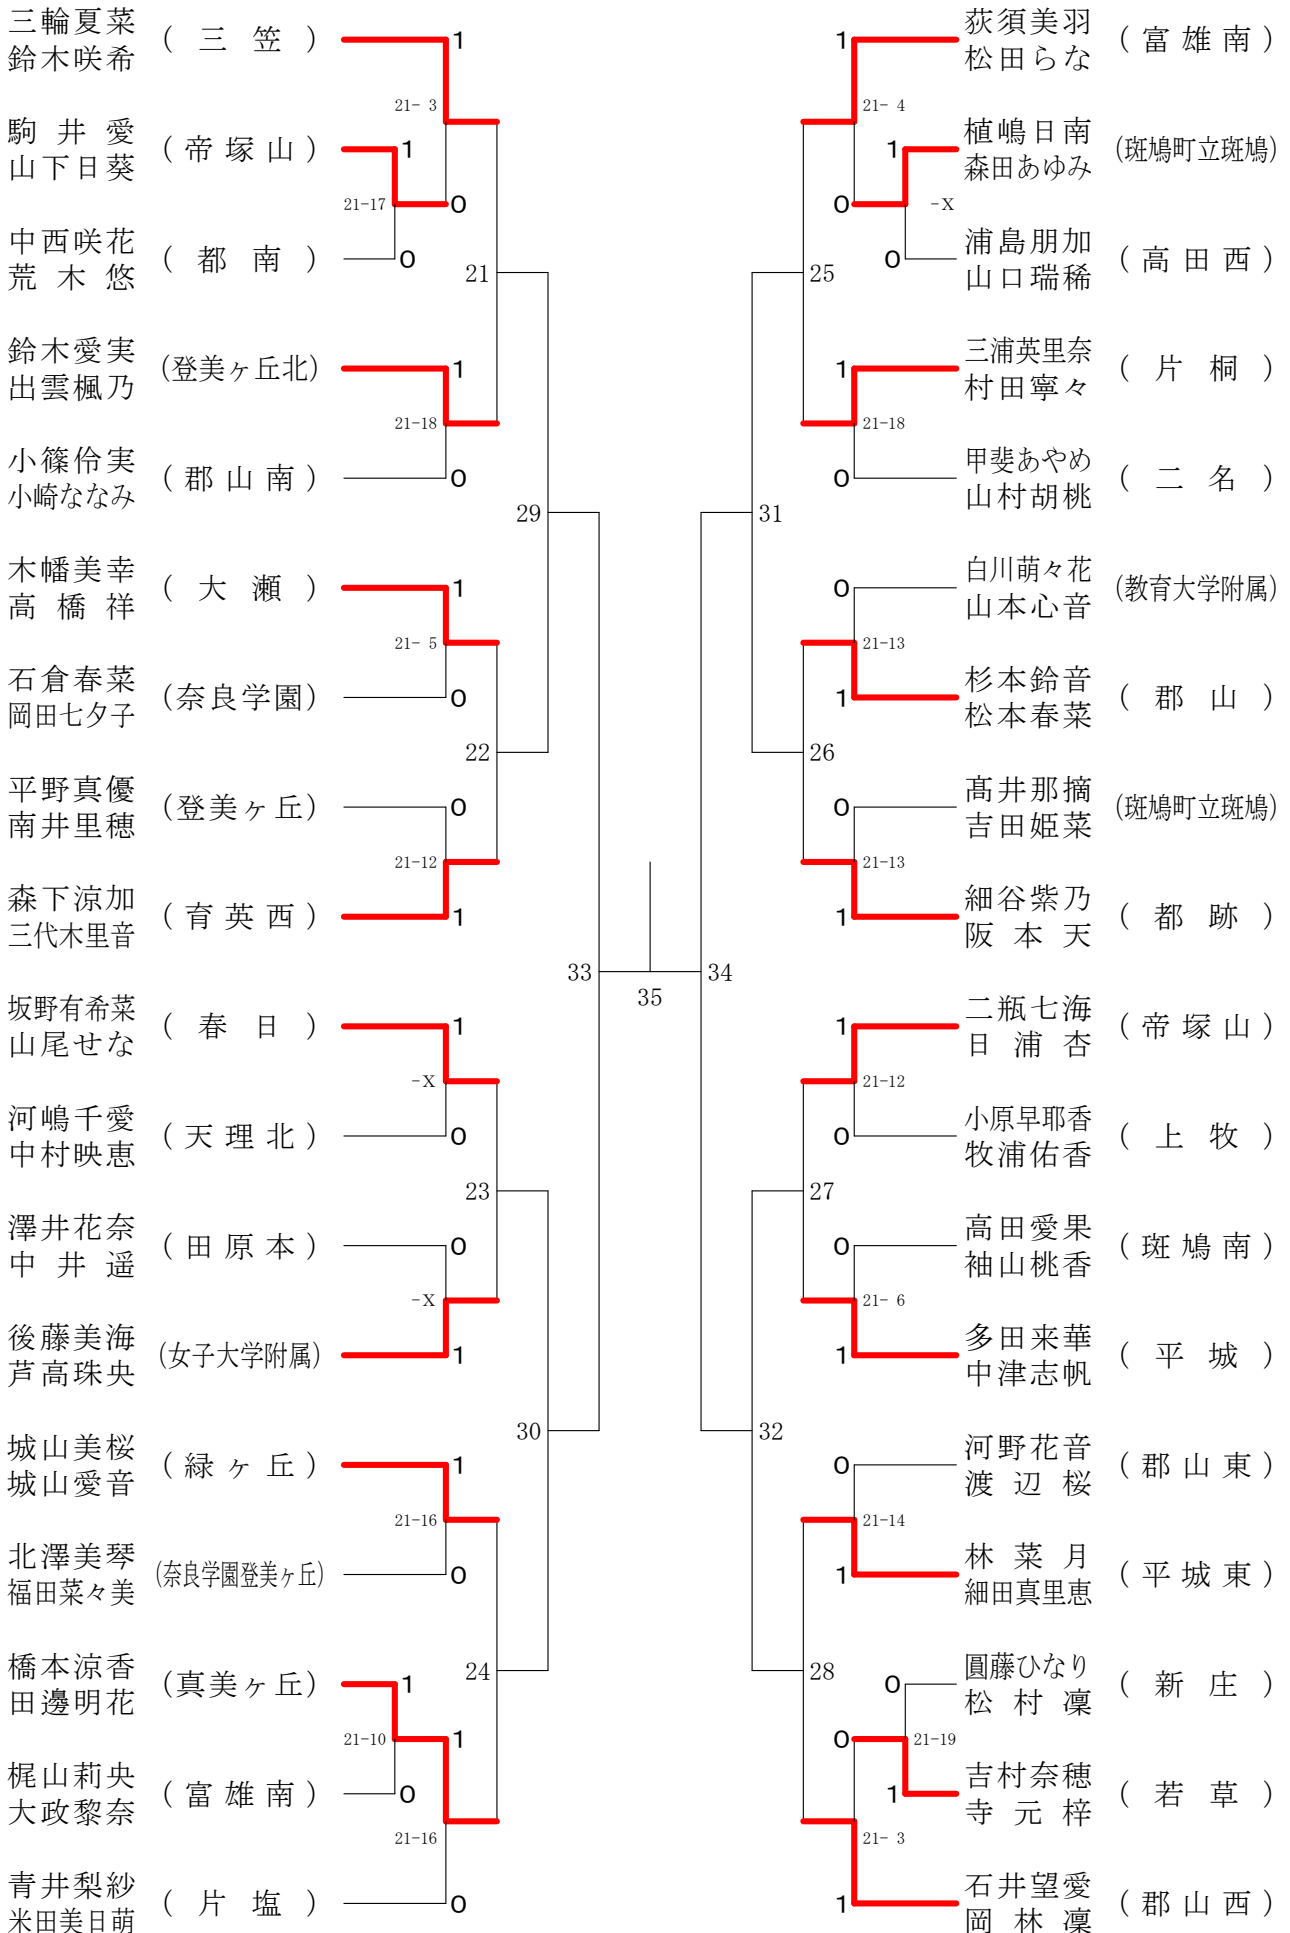 三輪夏菜
鈴木咲希
( 三 笠 )
1
21- 3
駒 井 愛
山下日葵
( 帝 塚 山 )
1
21-17
0
中西咲花
荒 木 悠
( 都 南 )
0
21
鈴木愛実
出雲楓乃
(登美ヶ丘北)
1
21-18
小篠伶実
小崎ななみ
( 郡 山 南 )
0
29
木幡美幸
高 橋 祥
( 大 瀬 )
1
21- 5
石倉春菜
岡田七夕子
(奈良学園)
0
22
平野真優
南井里穂
(登美ヶ丘)
0
21-12
森下涼加
三代木里音
( 育 英 西 )
1
33
坂野有希菜
山尾せな
( 春 日 )
1
-X
河嶋千愛
中村映恵
( 天 理 北 )
0
23
澤井花奈
中 井 遥
( 田 原 本 )
0
-X
後藤美海
芦高珠央
(女子大学附属)
1
30
城山美桜
城山愛音
( 緑 ヶ 丘 )
1
21-16
北澤美琴
福田菜々美
(奈良学園登美ヶ丘)
0
24
橋本涼香
田邊明花
(真美ヶ丘)
1
21-10
1
梶山莉央
大政黎奈
( 富 雄 南 )
0
21-16
青井梨紗
米田美日萌
( 片 塩 )
0
35
1
荻須美羽
松田らな
( 富 雄 南 )
21- 4
1
植嶋日南
森田あゆみ
(斑鳩町立斑鳩)
0
-X
0
浦島朋加
山口瑞稀
( 高 田 西 )
25
1
三浦英里奈
村田寧々
( 片 桐 )
21-18
0
甲斐あやめ
山村胡桃
( 二 名 )
31
0
白川萌々花
山本心音
(教育大学附属)
21-13
1
杉本鈴音
松本春菜
( 郡 山 )
26
0
髙井那摘
吉田姫菜
(斑鳩町立斑鳩)
21-13
1
細谷紫乃
阪 本 天
( 都 跡 )
34
1
二瓶七海
日 浦 杏
( 帝 塚 山 )
21-12
0
小原早耶香
牧浦佑香
( 上 牧 )
27
0
高田愛果
袖山桃香
( 斑 鳩 南 )
21- 6
1
多田来華
中津志帆
( 平 城 )
32
0
河野花音
渡 辺 桜
( 郡 山 東 )
21-14
1
林 菜 月
細田真里恵
( 平 城 東 )
28
0
圓藤ひなり
松 村 凜
( 新 庄 )
0
21-19
1
吉村奈穂
寺 元 梓
( 若 草 )
21- 3
1
石井望愛
岡 林 凜
( 郡 山 西 )